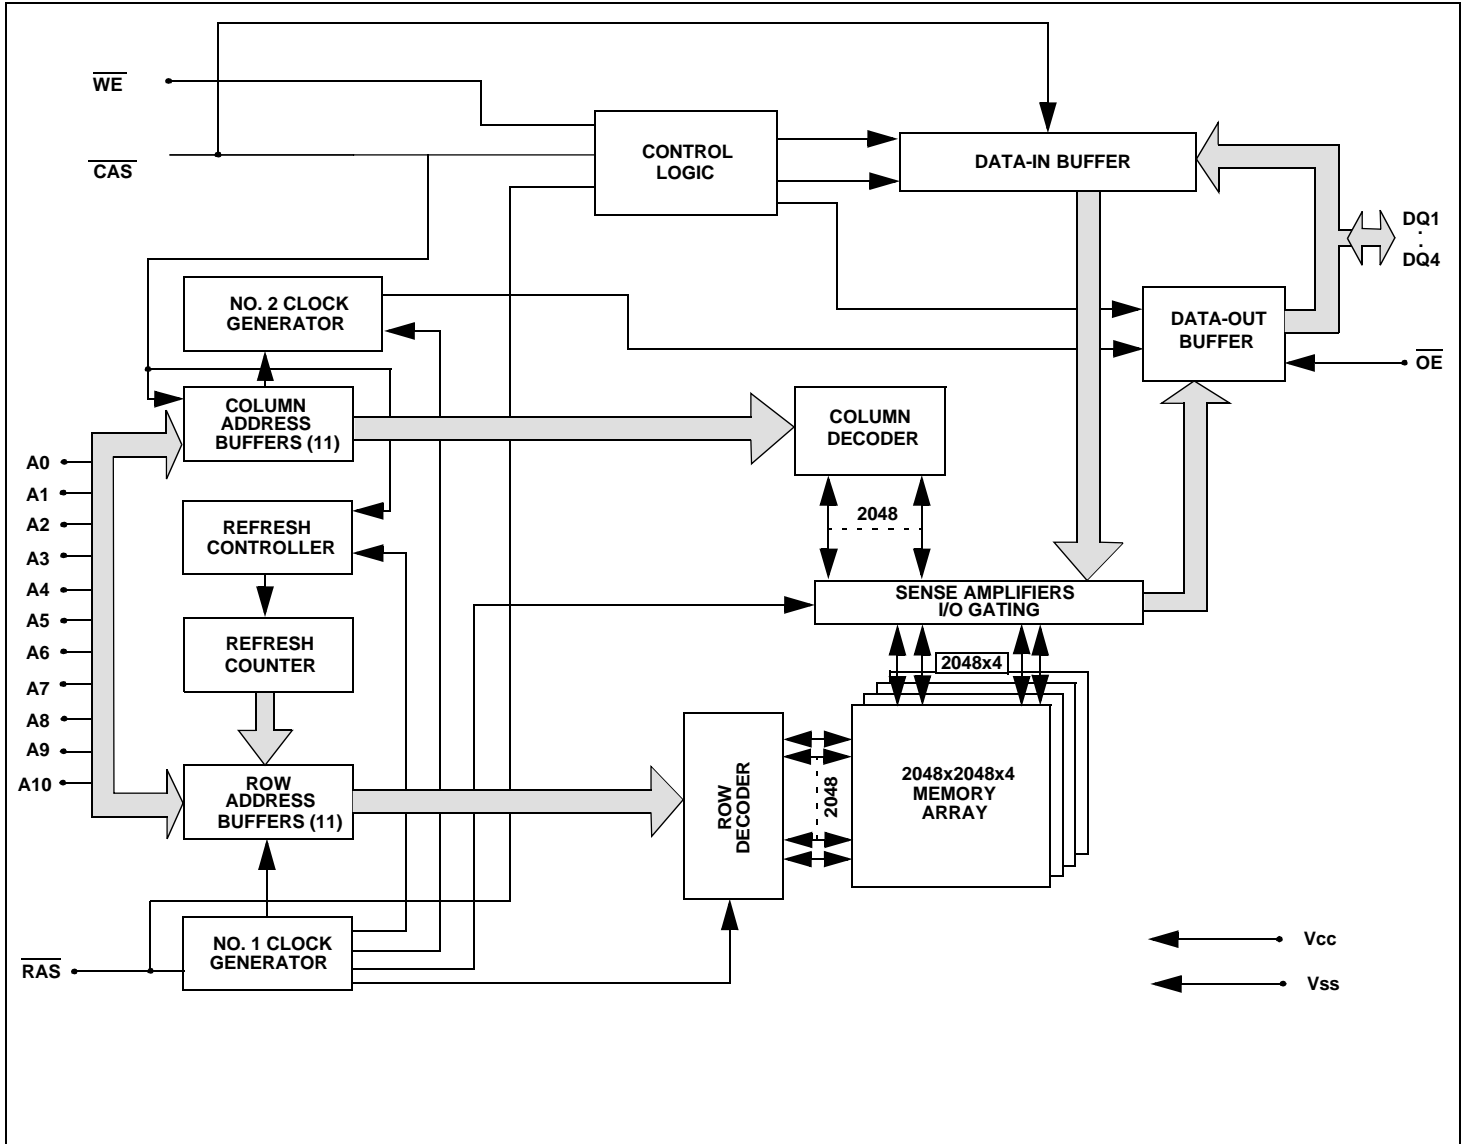 WE
CAS
CONTROL
LOGIC
DATA-IN BUFFER
DQ1
.
.
DQ4
NO. 2 CLOCK
GENERATOR
DATA-OUT
BUFFER
OE
COLUMN
ADDRESS
BUFFERS (11)
COLUMN
DECODER
A0
A1
A2
A3
A4
A5
A6
A7
A8
A9
A10
2048
REFRESH
CONTROLLER
SENSE AMPLIFIERS
I/O GATING
REFRESH
COUNTER
2048x4
ROW
ADDRESS
BUFFERS (11)
ROW
DECODER
2048
2048x2048x4
MEMORY
ARRAY
NO. 1 CLOCK
GENERATOR
RAS
Vcc
Vss